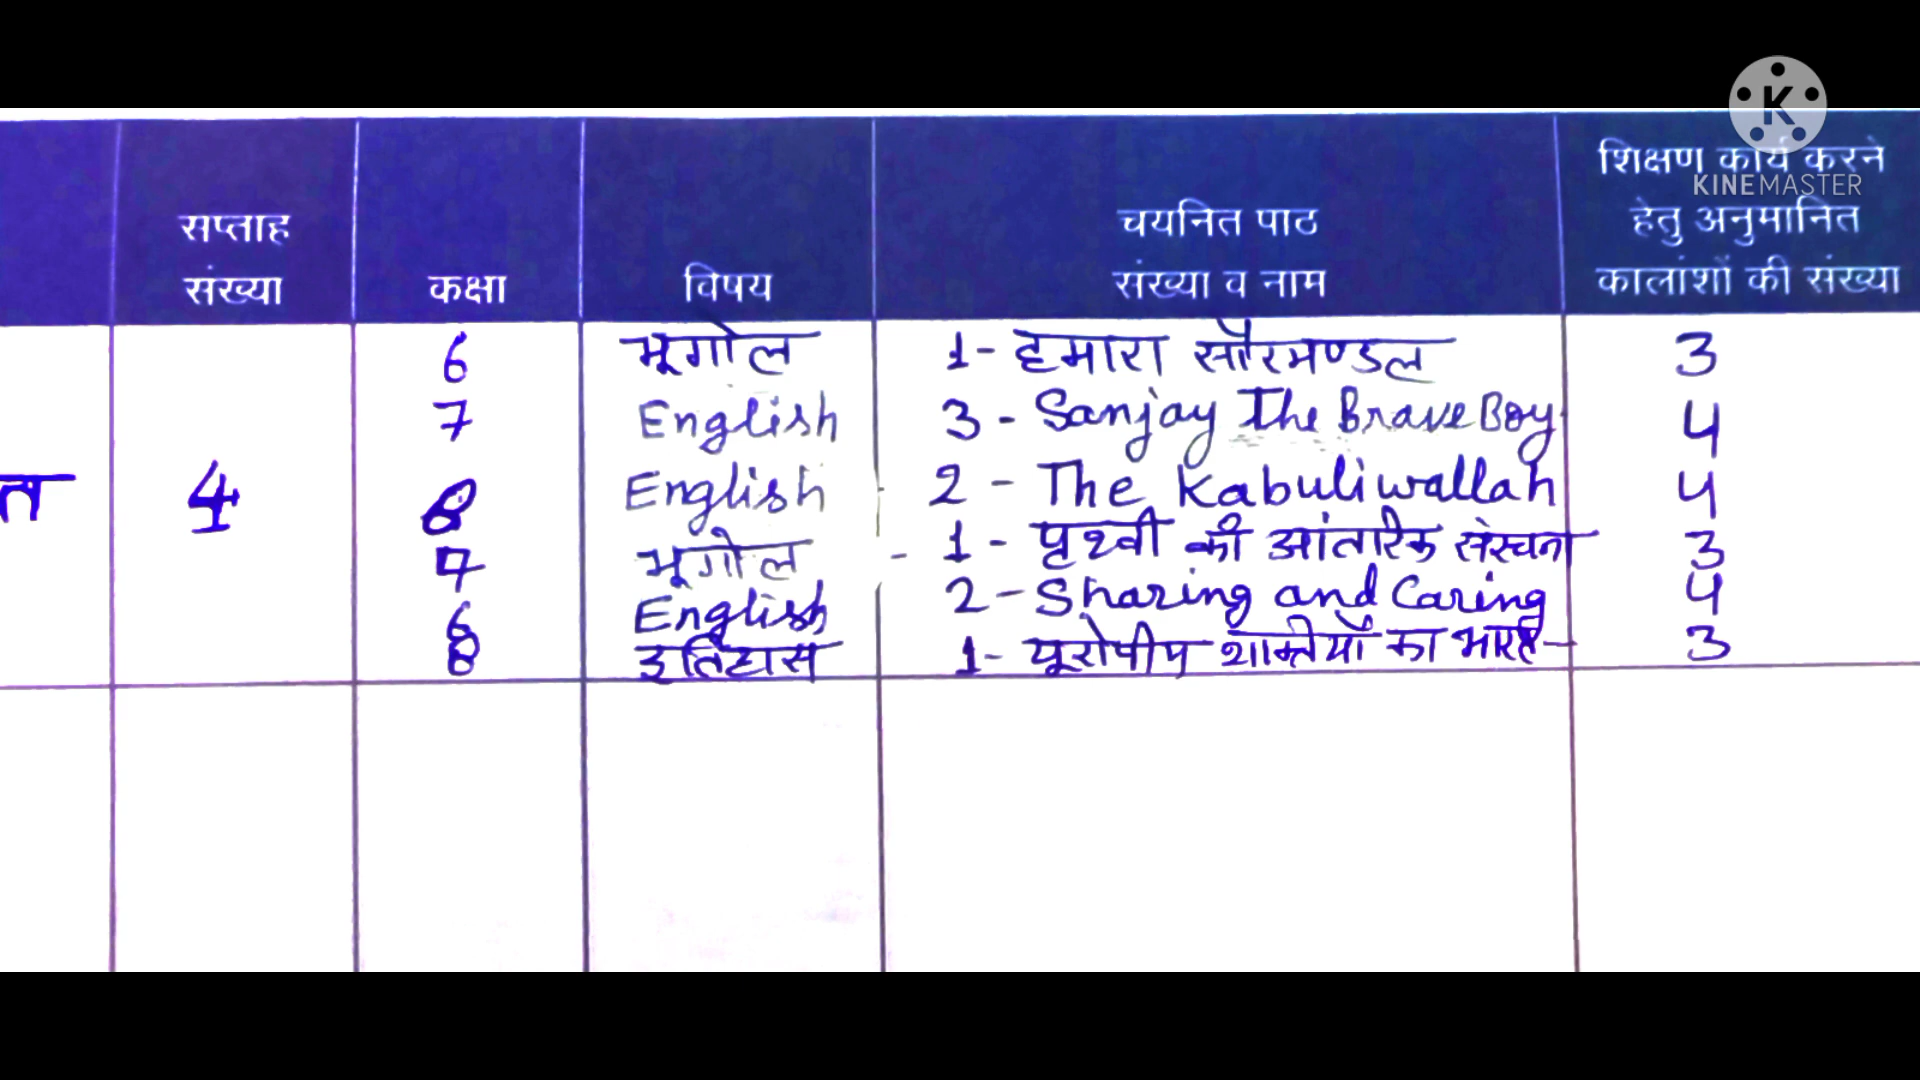 सप्ताह संख्या
कक्षा
विषय
चयनित पाठ संख्या व नाम
शिक्षण कार्य करने हेतु अनुमानित कालांशों की संख्या
K
KINEMASTER
त
4
6 भूगोल 1- हमारा सौरमण्डल 3
7 English 3 - Sanjay The Brave Boy 4
8 English 2 - The Kabuliwallah 4
7 भूगोल - 1 - पृथ्वी की आंतरिक संरचना 3
6 English 2 - Sharing and Caring 4
8 इतिहास 1- यूरोपीय शक्तियों का भारत- 3